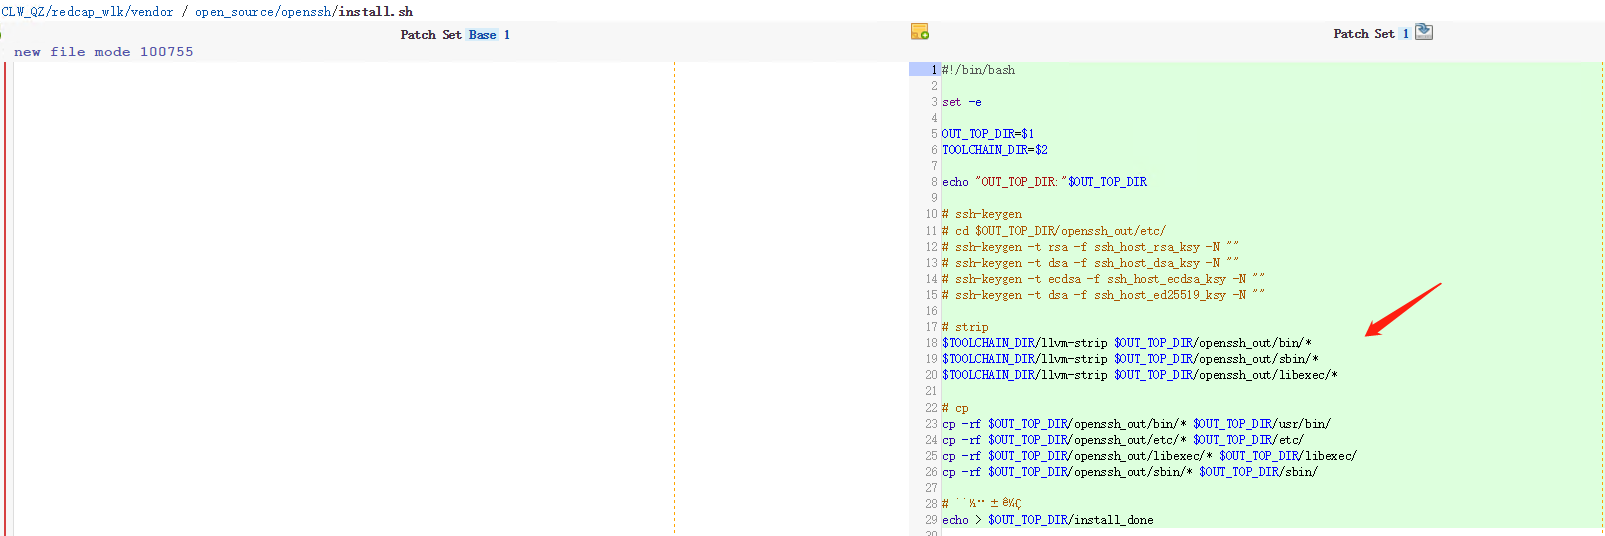 CLW_QZ/redcap_wlk/vendor / open_source/openssh/install.sh
Patch Set Base 1
Patch Set 1
new file mode 100755
1 #!/bin/bash
2
3 set -e
4
5 OUT_TOP_DIR=$1
6 TOOLCHAIN_DIR=$2
7
8 echo "OUT_TOP_DIR:"$OUT_TOP_DIR
9
10 # ssh-keygen
11 # cd $OUT_TOP_DIR/openssh_out/etc/
12 # ssh-keygen -t rsa -f ssh_host_rsa_ksy -N ""
13 # ssh-keygen -t dsa -f ssh_host_dsa_ksy -N ""
14 # ssh-keygen -t ecdsa -f ssh_host_ecdsa_ksy -N ""
15 # ssh-keygen -t dsa -f ssh_host_ed25519_ksy -N ""
16
17 # strip
18 $TOOLCHAIN_DIR/llvm-strip $OUT_TOP_DIR/openssh_out/bin/*
19 $TOOLCHAIN_DIR/llvm-strip $OUT_TOP_DIR/openssh_out/sbin/*
20 $TOOLCHAIN_DIR/llvm-strip $OUT_TOP_DIR/openssh_out/libexec/*
21
22 # cp
23 cp -rf $OUT_TOP_DIR/openssh_out/bin/* $OUT_TOP_DIR/usr/bin/
24 cp -rf $OUT_TOP_DIR/openssh_out/etc/* $OUT_TOP_DIR/etc/
25 cp -rf $OUT_TOP_DIR/openssh_out/libexec/* $OUT_TOP_DIR/libexec/
26 cp -rf $OUT_TOP_DIR/openssh_out/sbin/* $OUT_TOP_DIR/sbin/
27
28 #
29 echo > $OUT_TOP_DIR/install_done
30